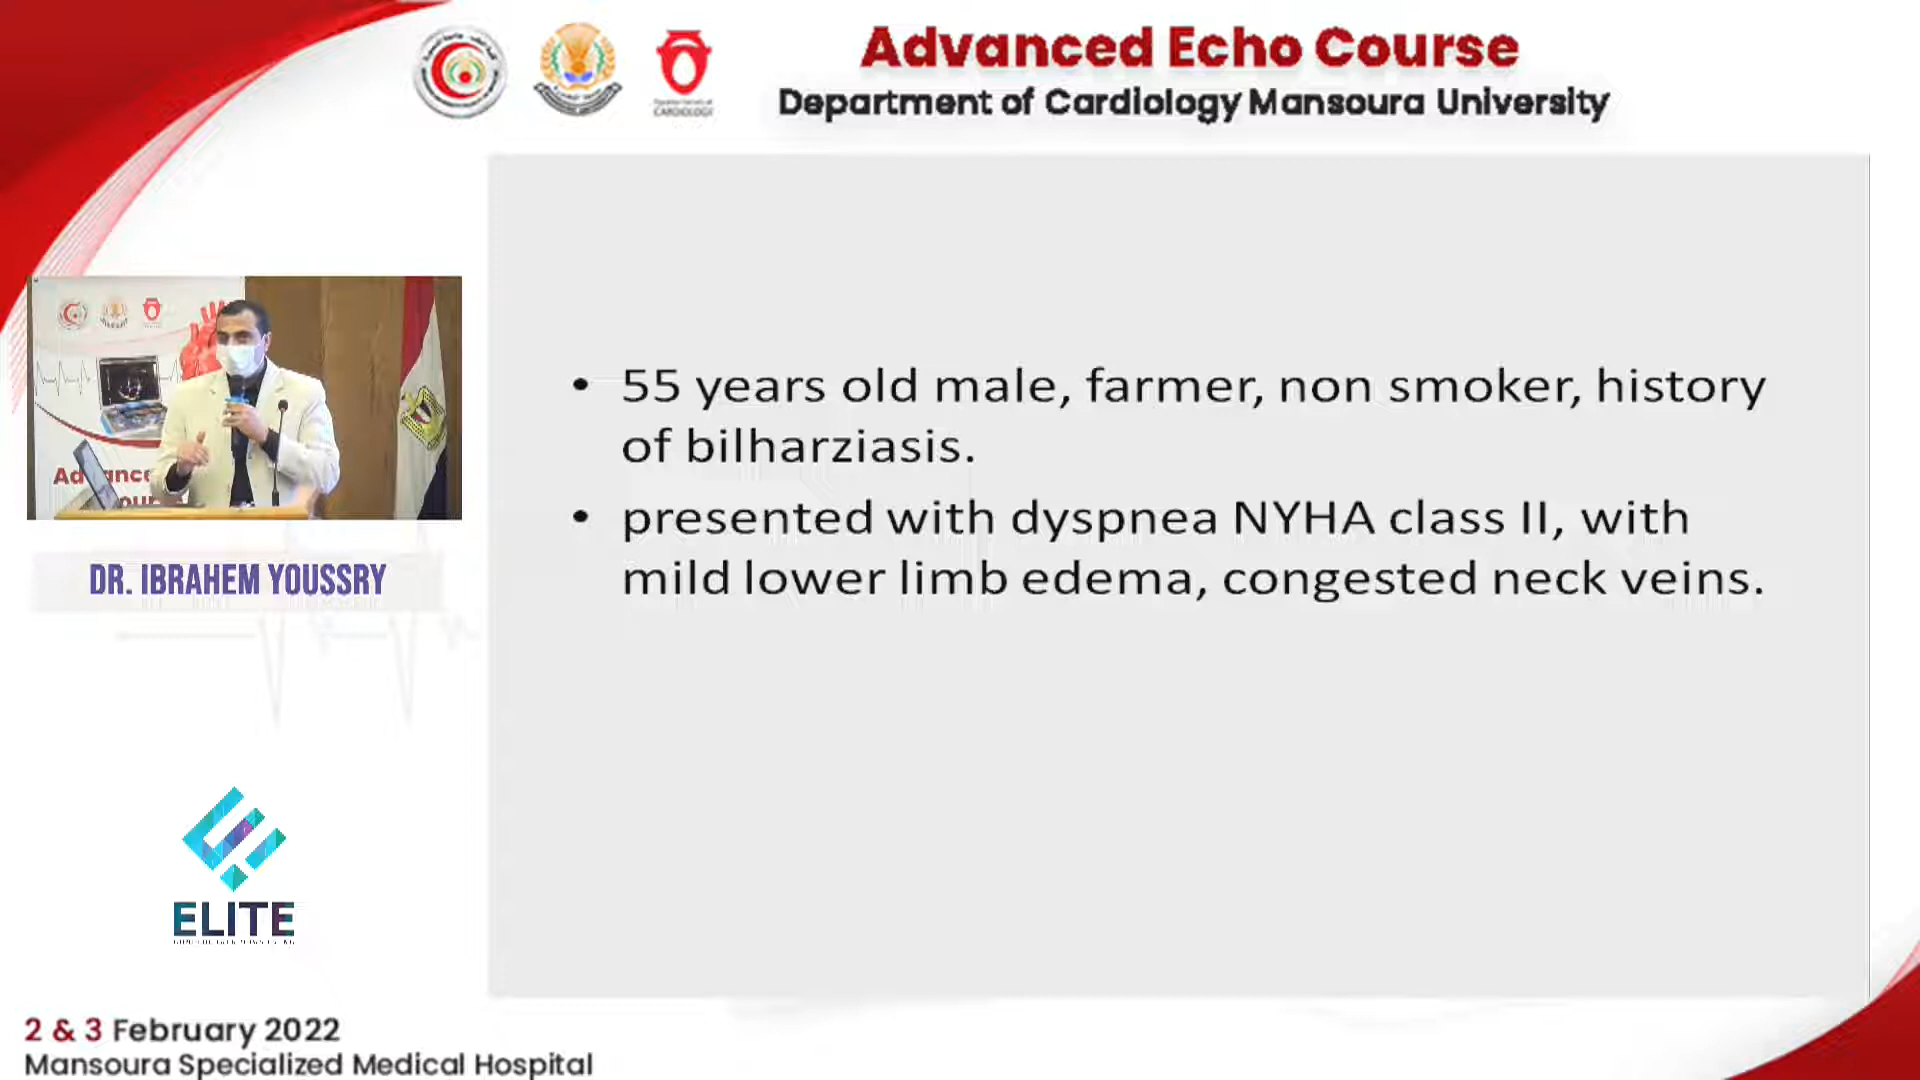 Advanced Echo Course
Department of Cardiology Mansoura University
CARDIOLOGY
• 55 years old male, farmer, non smoker, history
of bilharziasis.
• presented with dyspnea NYHA class II, with
mild lower limb edema, congested neck veins.
DR. IBRAHEM YOUSSRY
ELITE
2 & 3 February 2022
Mansoura Specialized Medical Hospital